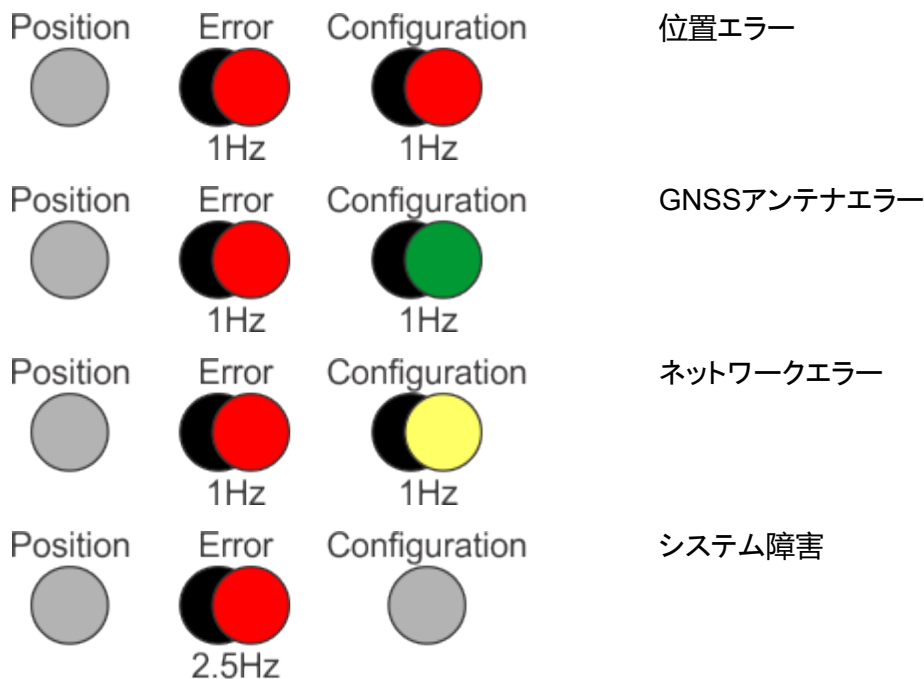 Position Error Configuration 位置エラー
1Hz 1Hz
Position Error Configuration GNSSアンテナエラー
1Hz 1Hz
Position Error Configuration ネットワークエラー
1Hz 1Hz
Position Error Configuration システム障害
2.5Hz